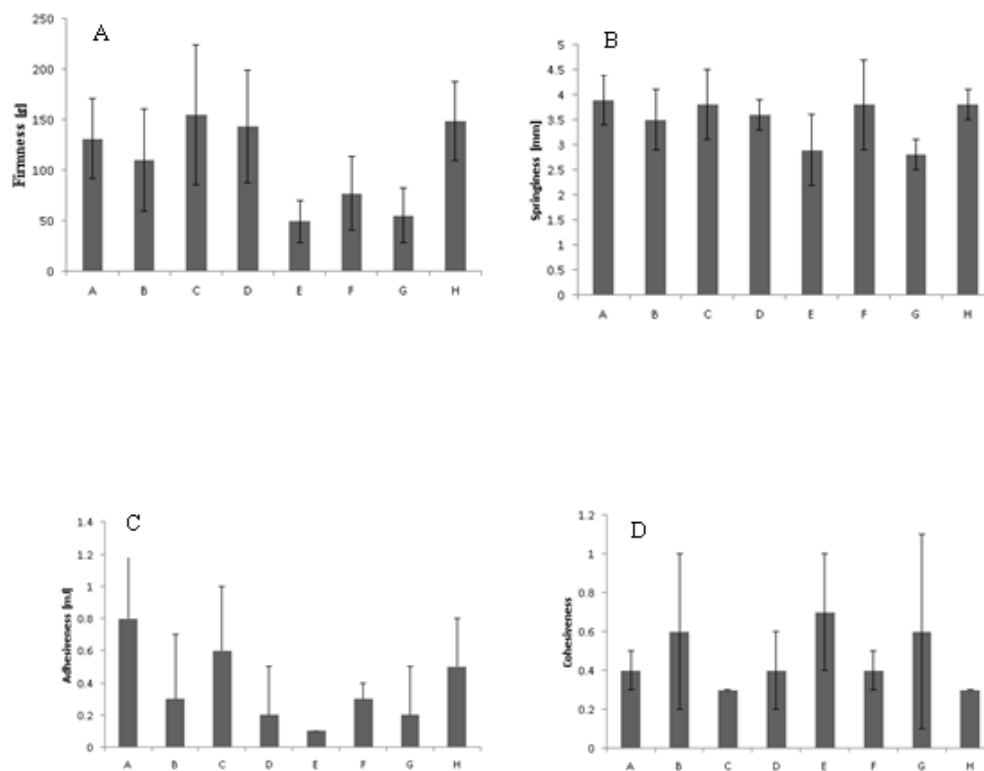 A
Firmness [g]
250
200
150
100
50
0
A B C D E F G H
B
Springiness [mm]
5
4.5
4
3.5
3
2.5
2
1.5
1
0.5
0
A B C D E F G H
C
Adhesiveness [mJ]
1.4
1.2
1
0.8
0.6
0.4
0.2
0
A B C D E F G H
D
Cohesiveness
1.2
1
0.8
0.6
0.4
0.2
0
A B C D E F G H